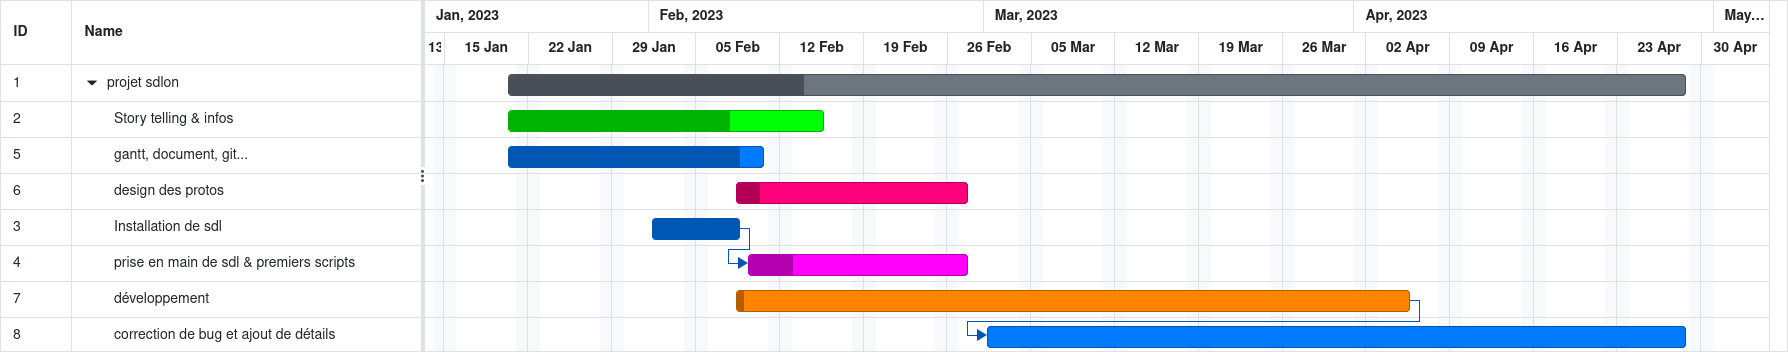 ID Name Jan, 2023 Feb, 2023 Mar, 2023 Apr, 2023 May...
13 15 Jan 22 Jan 29 Jan 05 Feb 12 Feb 19 Feb 26 Feb 05 Mar 12 Mar 19 Mar 26 Mar 02 Apr 09 Apr 16 Apr 23 Apr 30 Apr
1 projet sdlon
2 Story telling & infos
5 gantt, document, git...
6 design des protos
3 Installation de sdl
4 prise en main de sdl & premiers scripts
7 développement
8 correction de bug et ajout de détails